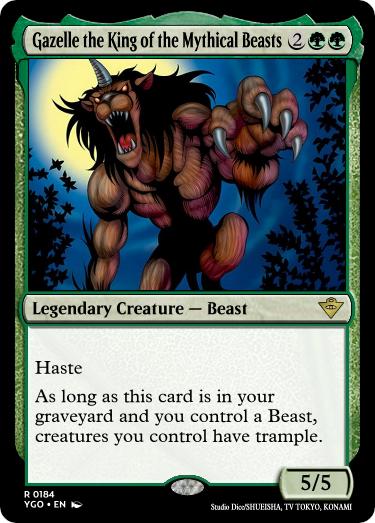 Gazelle the King of the Mythical Beasts 2
Legendary Creature — Beast
Haste
As long as this card is in your
graveyard and you control a Beast,
creatures you control have trample.
5/5
R 0184
YGO • EN
Studio Dice/SHUEISHA, TV TOKYO, KONAMI